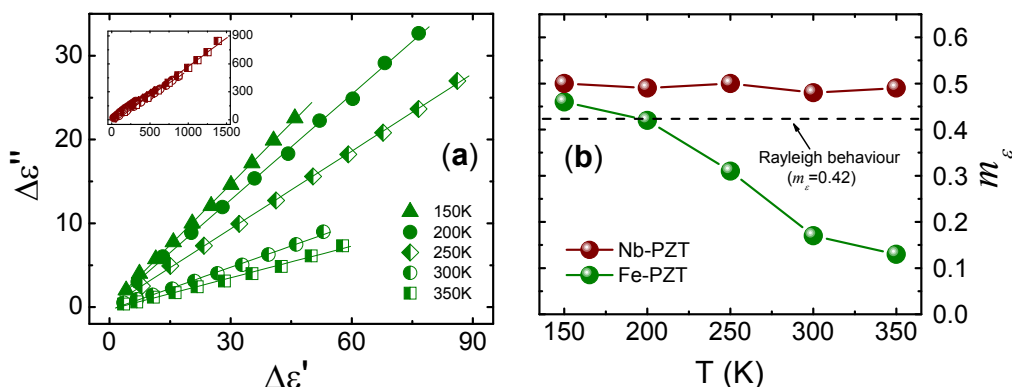 30
20
10
0
Δε''
0
30
60
90
Δε'
(a)
900
600
300
0
0
500
1000
1500
150K
200K
250K
300K
350K
(b)
0.6
0.5
0.4
0.3
0.2
0.1
0.0
m_ε
Rayleigh behaviour
(m_ε=0.42)
Nb-PZT
Fe-PZT
150
200
250
300
350
T (K)